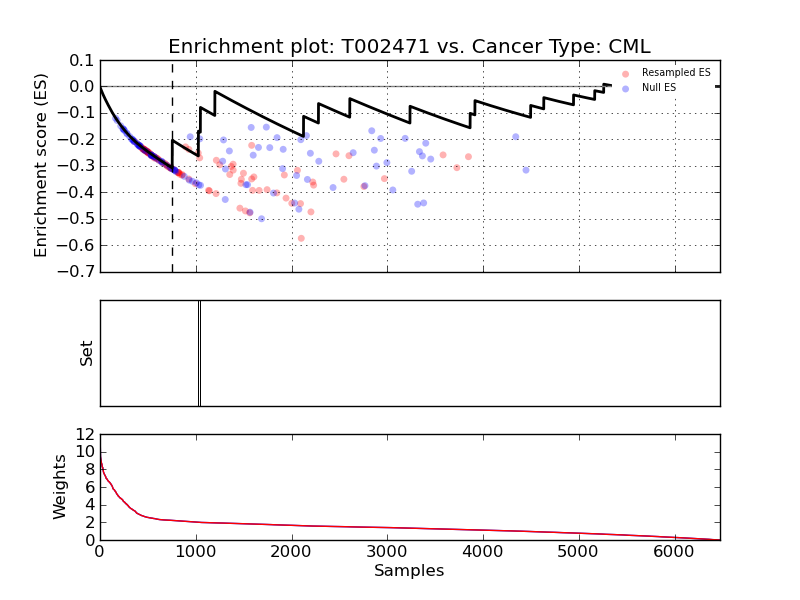 Enrichment plot: T002471 vs. Cancer Type: CML
Enrichment score (ES)
0.1
0.0
−0.1
−0.2
−0.3
−0.4
−0.5
−0.6
−0.7
Resampled ES
Null ES
Set
Weights
12
10
8
6
4
2
0
0 1000 2000 3000 4000 5000 6000
Samples